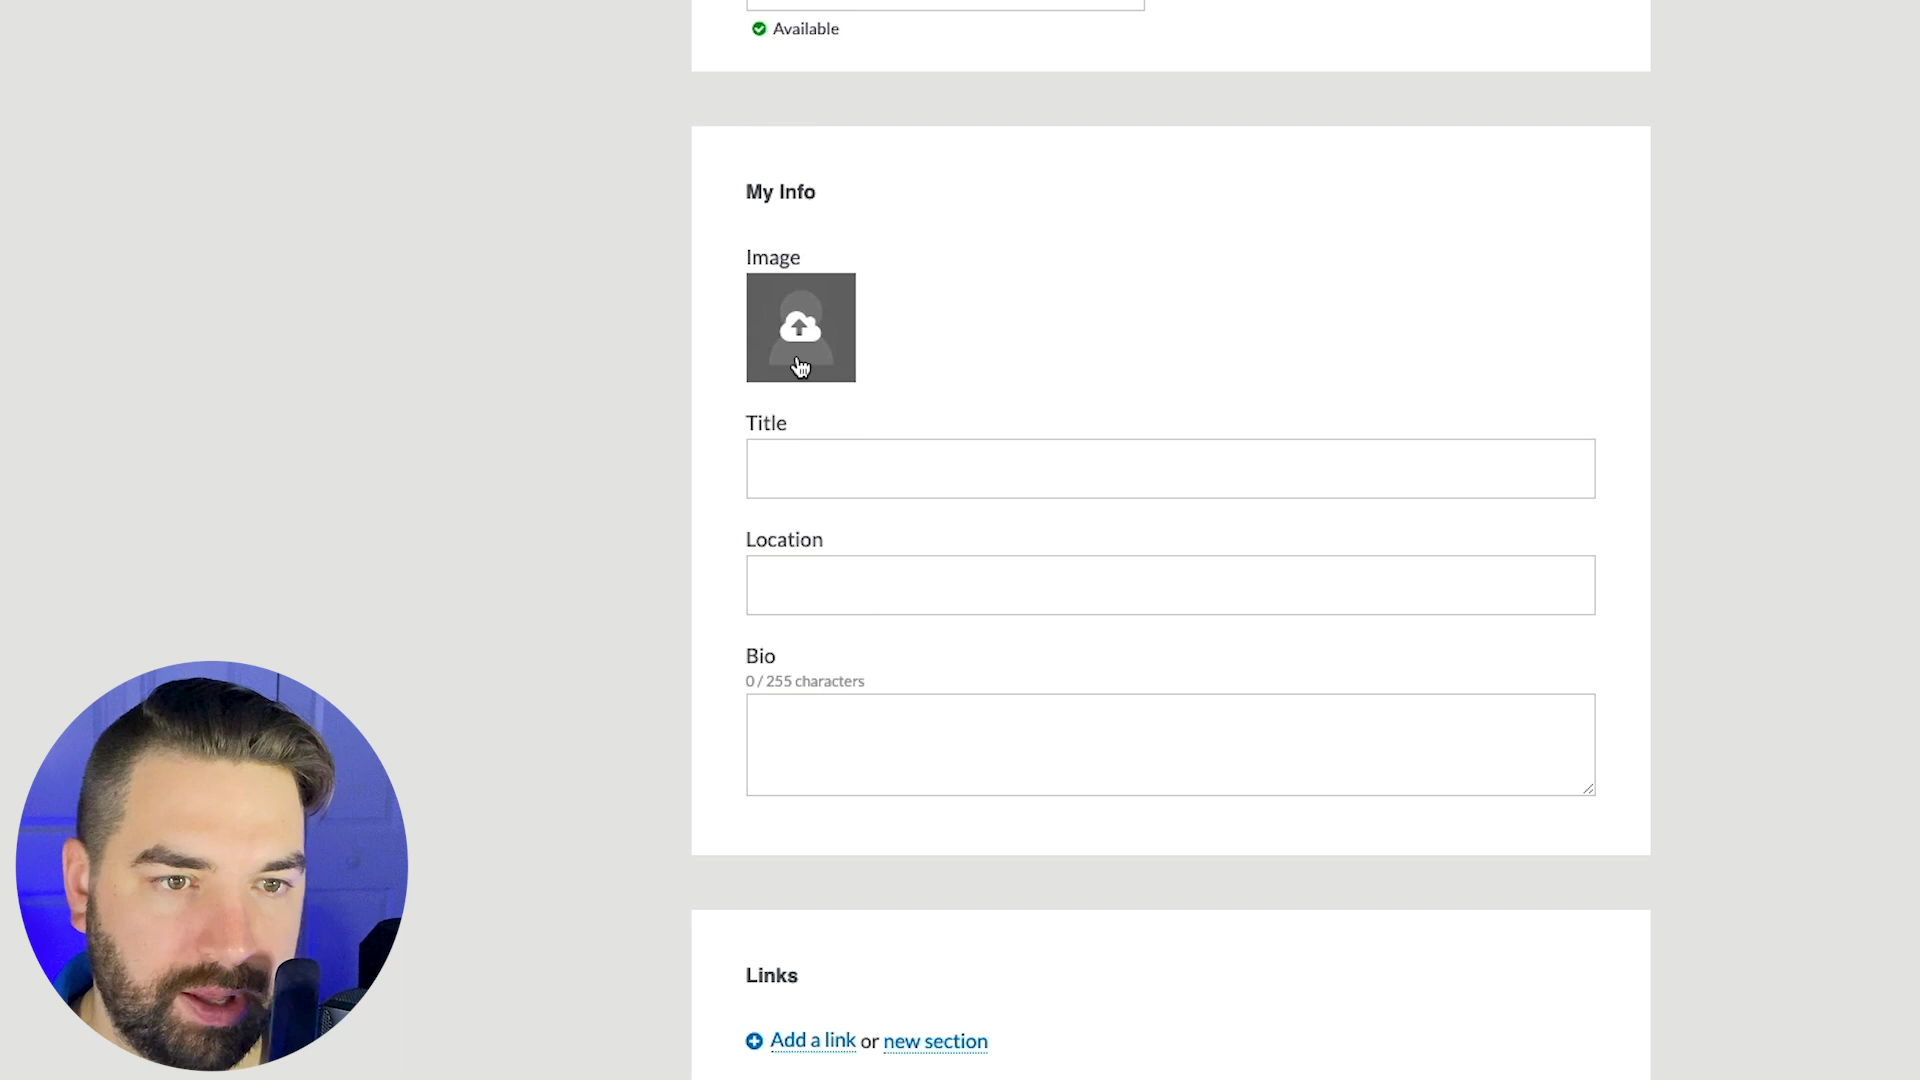 Available
My Info
Image
Title
Location
Bio
0 / 255 characters
Links
Add a link or new section